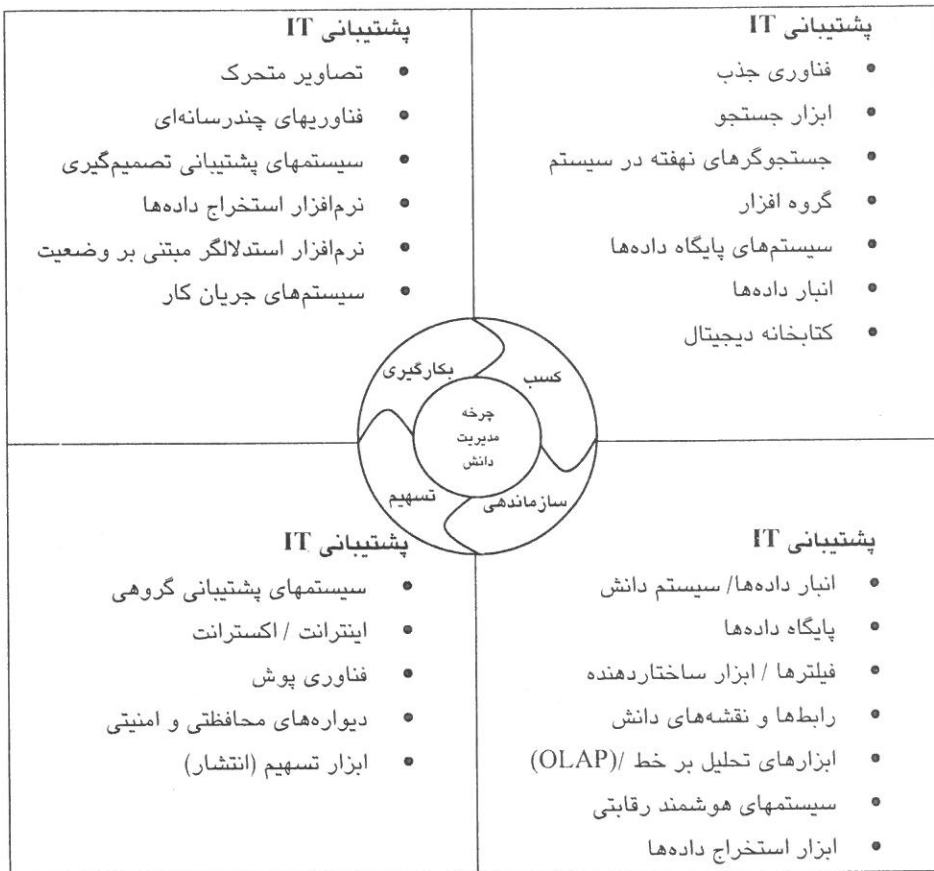 پشتیبانی IT
• فناوری جذب
• ابزار جستجو
• جستجوگرهای نهفته در سیستم
• گروه افزار
• سیستم‌های پایگاه داده‌ها
• انبار داده‌ها
• کتابخانه دیجیتال
پشتیبانی IT
• تصاویر متحرک
• فناوریهای چندرسانه‌ای
• سیستمهای پشتیبانی تصمیم‌گیری
• نرم‌افزار استخراج داده‌ها
• نرم‌افزار استدلالگر مبتنی بر وضعیت
• سیستم‌های جریان کار
کسب
بکارگیری
چرخه
مدیریت
دانش
سازماندهی
تسهیم
پشتیبانی IT
• انبار داده‌ها/ سیستم دانش
• پایگاه داده‌ها
• فیلترها / ابزار ساختاردهنده
• رابط‌ها و نقشه‌های دانش
• ابزارهای تحلیل بر خط /(OLAP)
• سیستمهای هوشمند رقابتی
• ابزار استخراج داده‌ها
پشتیبانی IT
• سیستمهای پشتیبانی گروهی
• اینترانت / اکسترانت
• فناوری پوش
• دیواره‌های محافظتی و امنیتی
• ابزار تسهیم (انتشار)